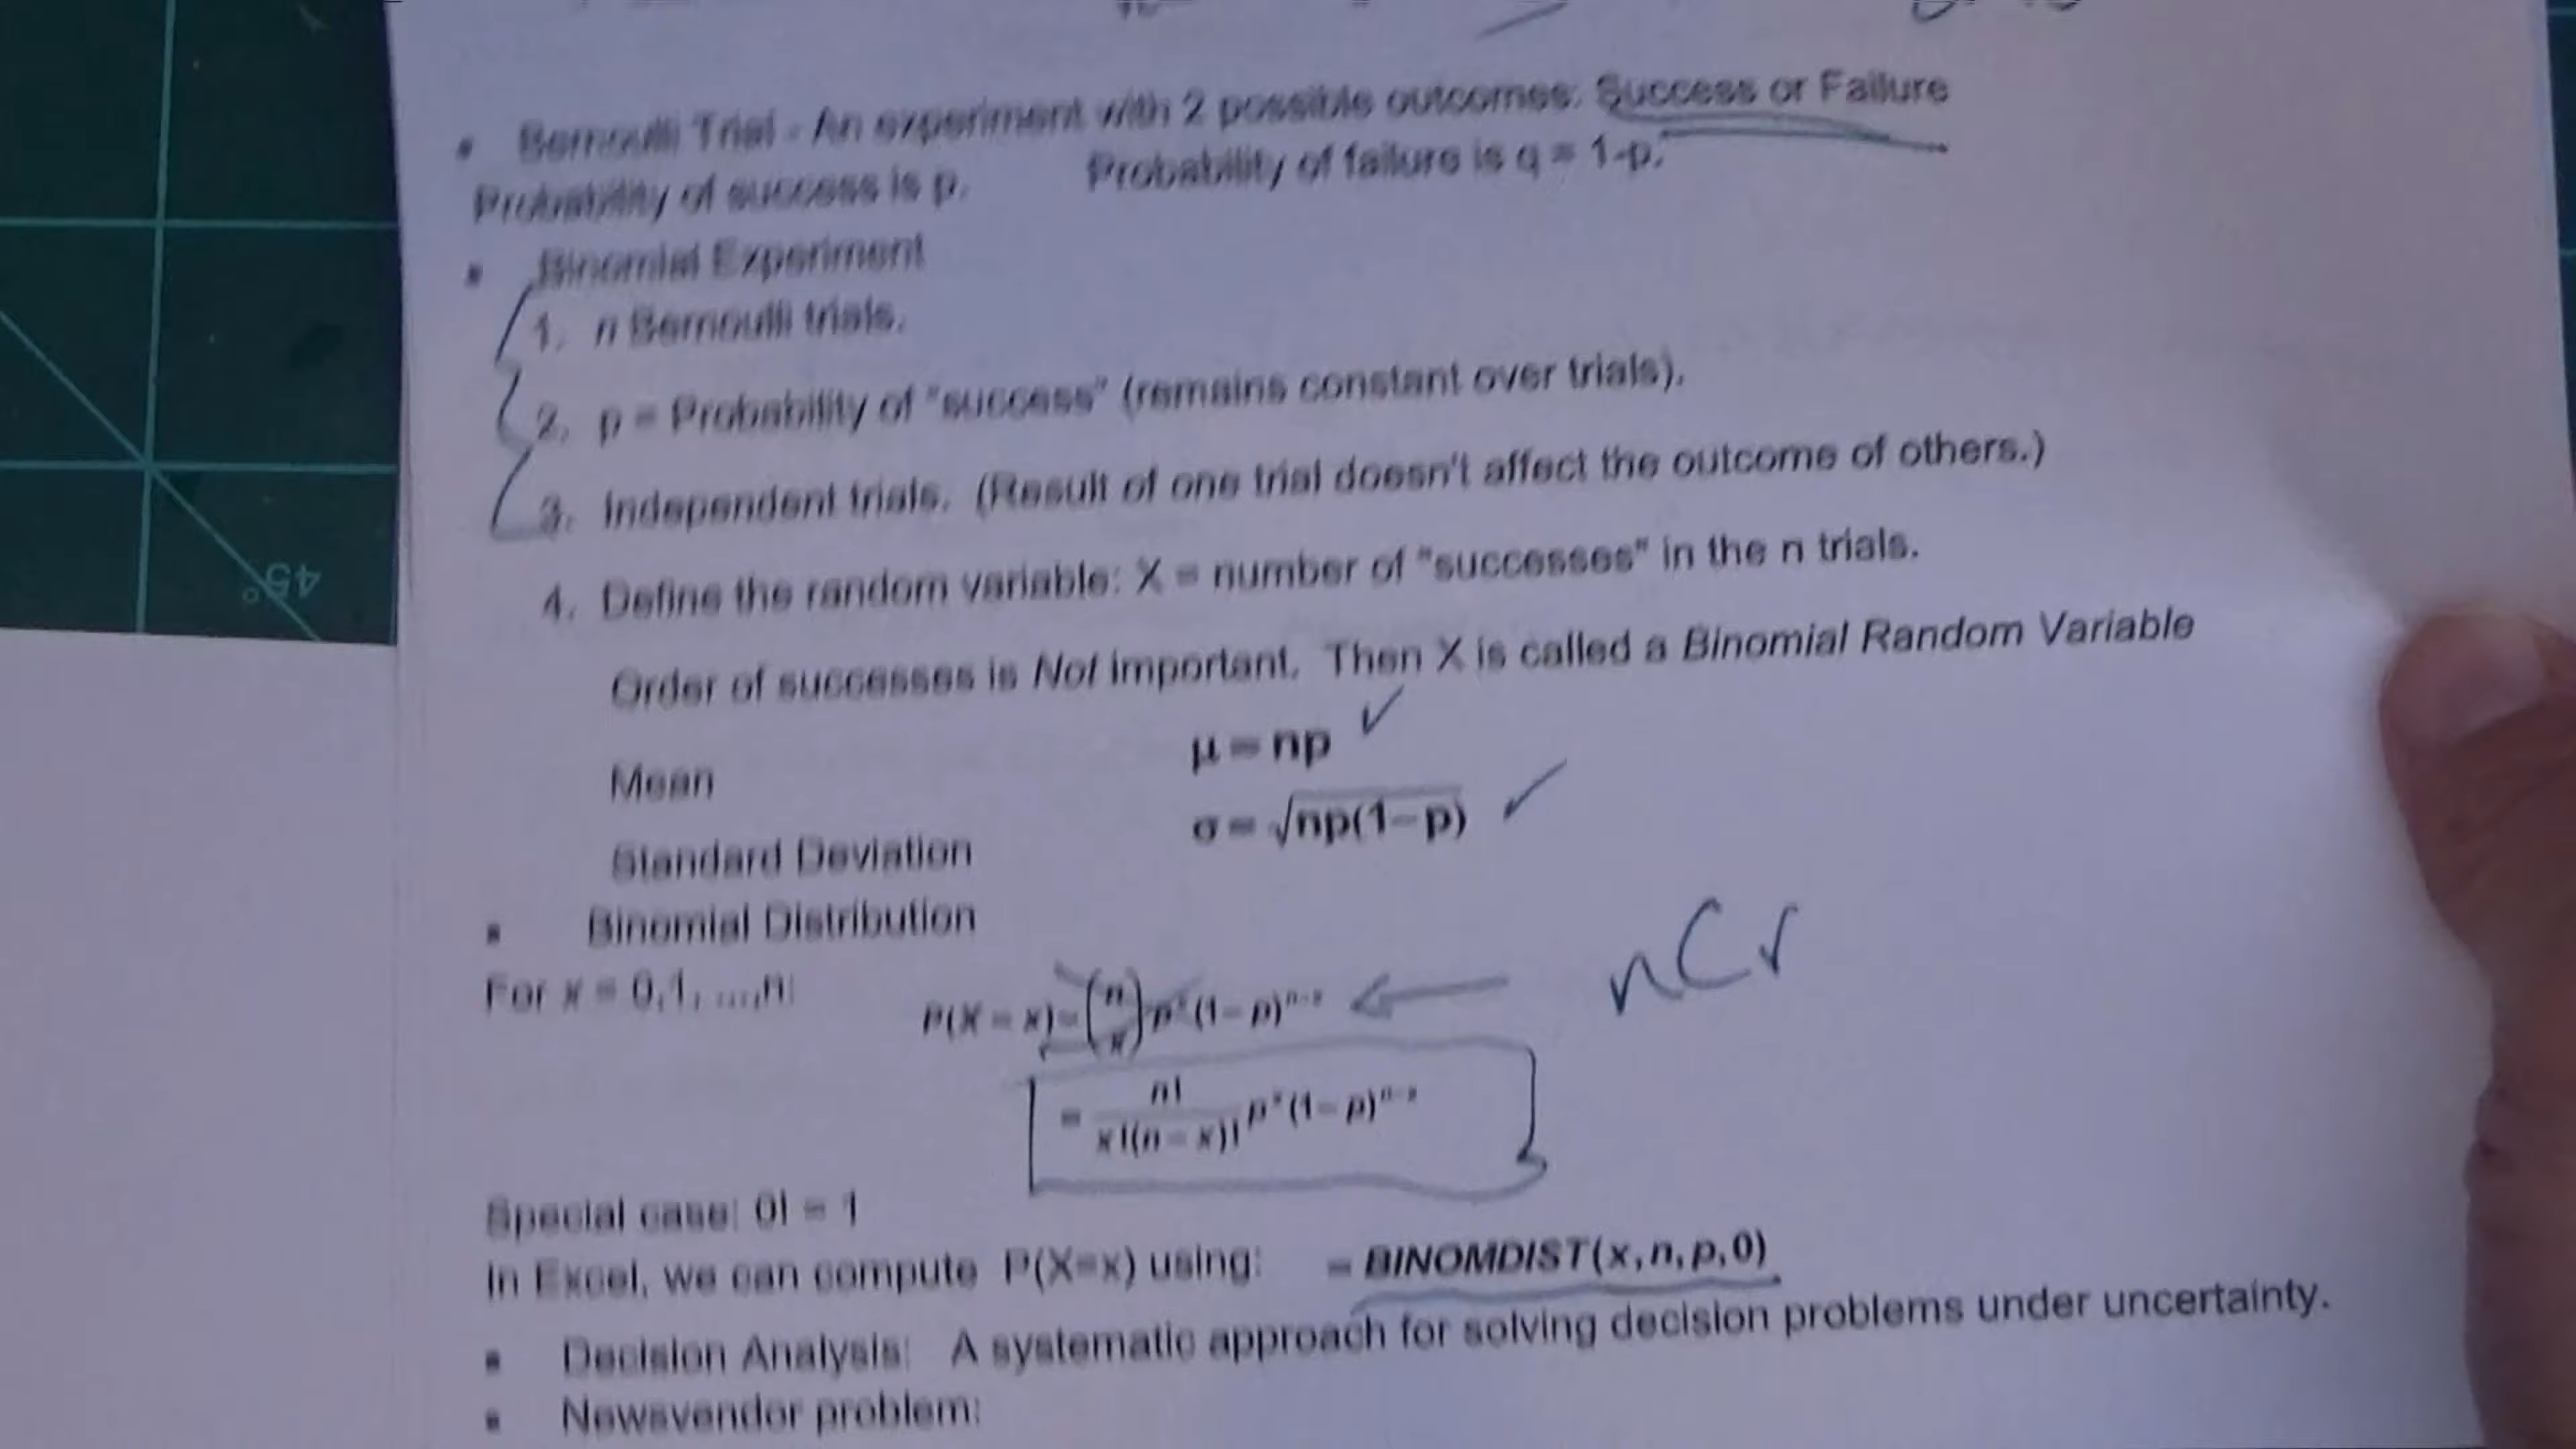 • Bernoulli Trial - An experiment with 2 possible outcomes: Success or Failure
Probability of success is p. Probability of failure is q = 1-p.
• Binomial Experiment
1. n Bernoulli trials.
2. p = Probability of "success" (remains constant over trials).
3. Independent trials. (Result of one trial doesn't affect the outcome of others.)
4. Define the random variable: X = number of "successes" in the n trials.
Order of successes is Not important. Then X is called a Binomial Random Variable
Mean μ = np ✓
Standard Deviation σ = √np(1-p) ✓
• Binomial Distribution
For x = 0,1, ...,n: P(X = x) = (n x) pˣ (1-p)ⁿ⁻ˣ ← nCr
= n! / x!(n-x)! pˣ (1-p)ⁿ⁻ˣ
Special case: 0! = 1
In Excel, we can compute P(X=x) using: = BINOMDIST(x,n,p,0)
• Decision Analysis: A systematic approach for solving decision problems under uncertainty.
• Newsvendor problem:
45°